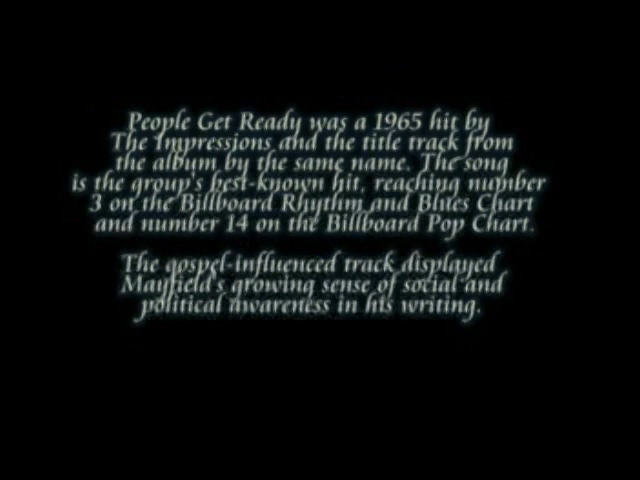 People Get Ready was a 1965 hit by
The Impressions and the title track from
the album by the same name. The song
is the group's best-known hit, reaching number
3 on the Billboard Rhythm and Blues Chart
and number 14 on the Billboard Pop Chart.
The gospel-influenced track displayed
Mayfield's growing sense of social and
political awareness in his writing.